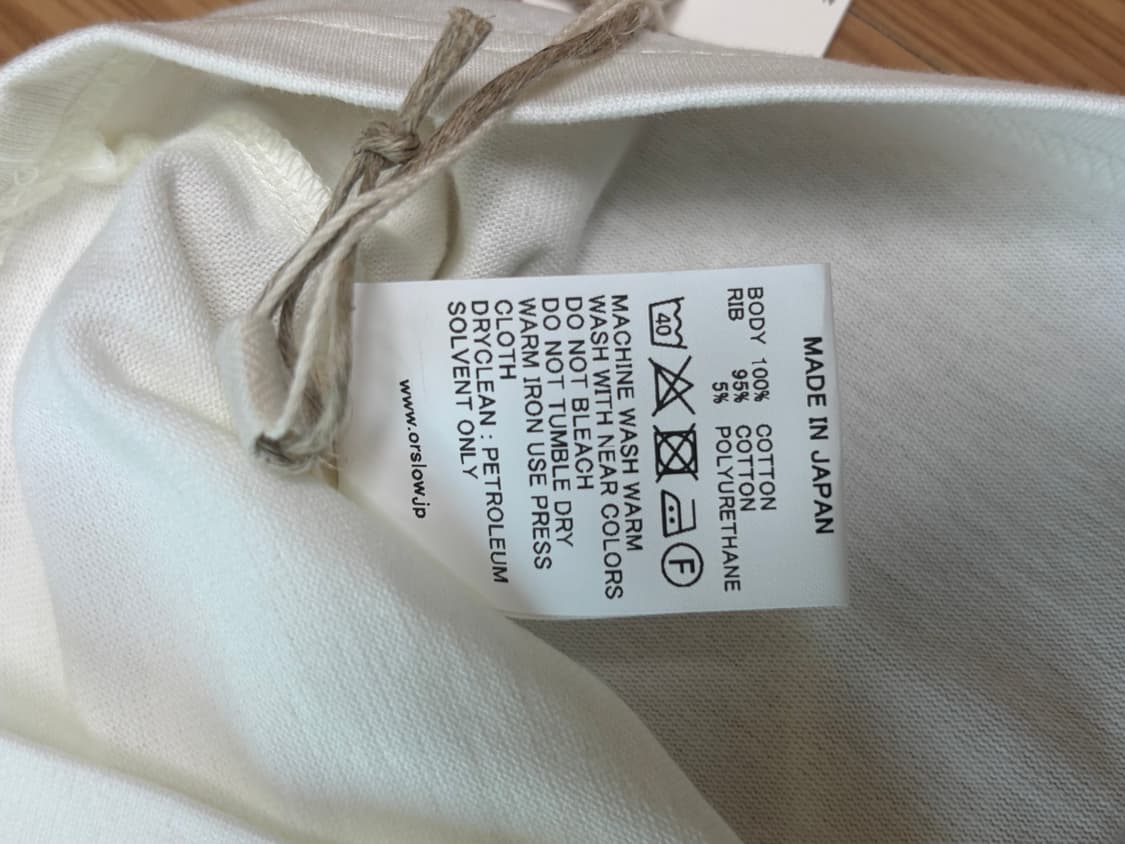 MADE IN JAPAN
BODY 100% COTTON
RIB 95% COTTON
5% POLYURETHANE
40 F
MACHINE WASH WARM
WASH WITH NEAR COLORS
DO NOT BLEACH
DO NOT TUMBLE DRY
WARM IRON USE PRESS
CLOTH
DRYCLEAN : PETROLEUM
SOLVENT ONLY
www.orslow.jp